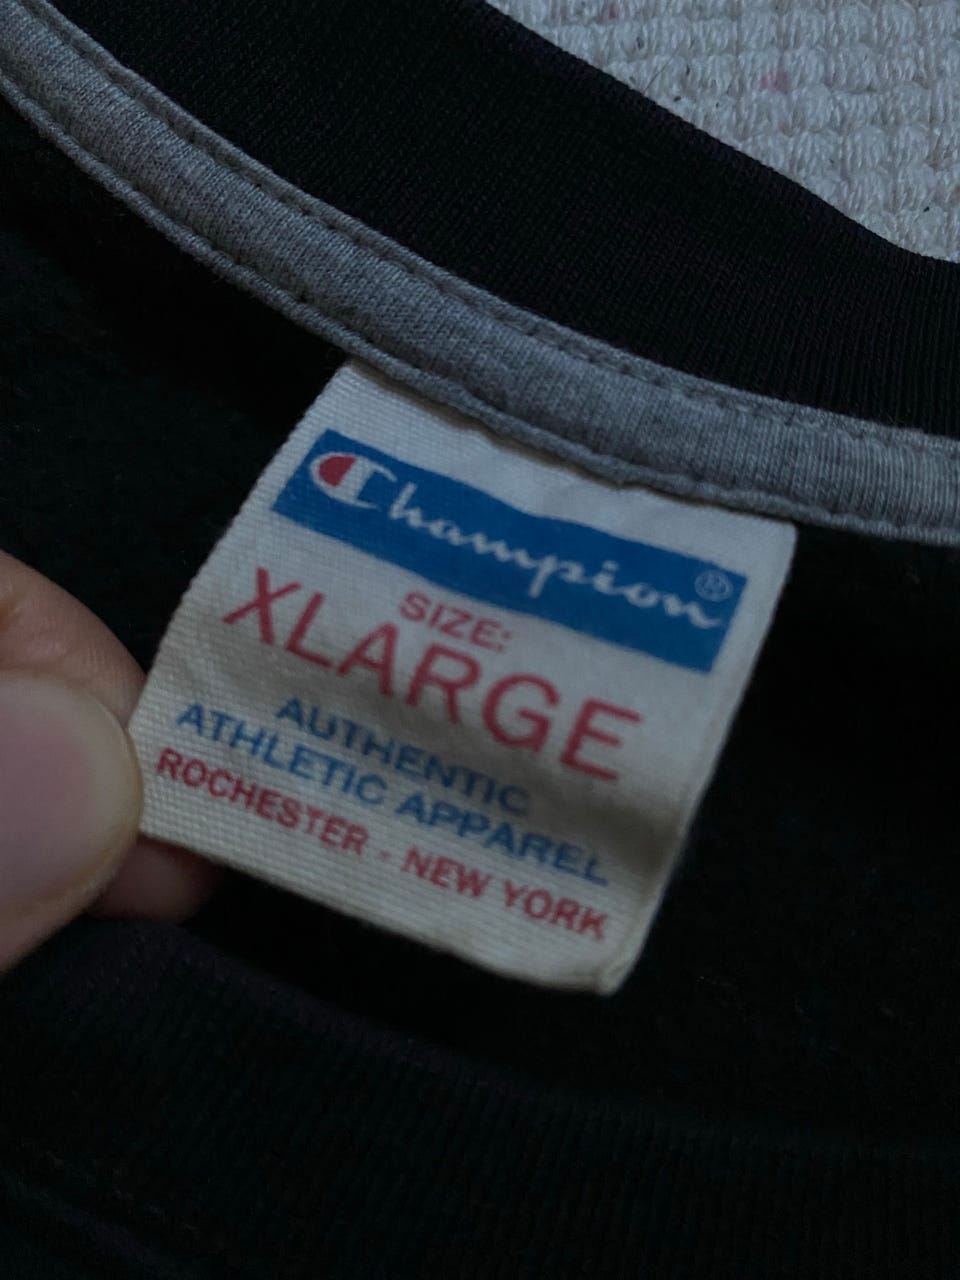 Champion®
SIZE:
XLARGE
AUTHENTIC
ATHLETIC APPAREL
ROCHESTER - NEW YORK